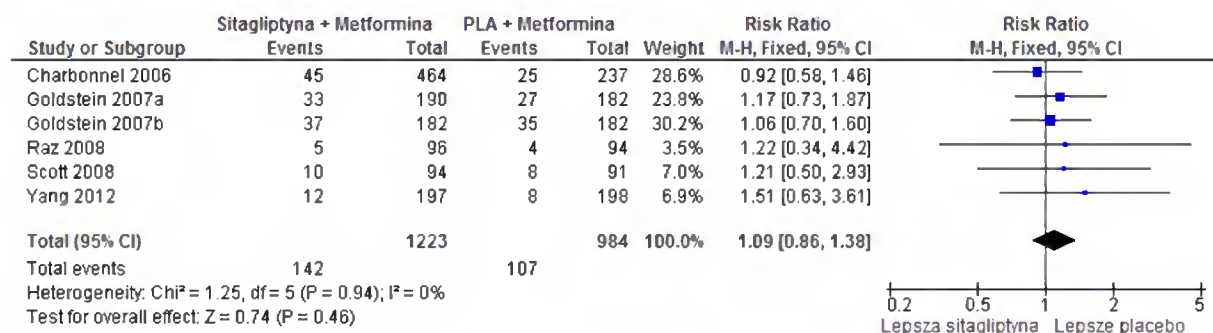 Sitagliptyna + Metformina PLA + Metformina Risk Ratio Risk Ratio
Study or Subgroup Events Total Events Total Weight M-H, Fixed, 95% CI M-H, Fixed, 95% CI
Charbonnel 2006 45 464 25 237 28.6% 0.92 [0.58, 1.46]
Goldstein 2007a 33 190 27 182 23.8% 1.17 [0.73, 1.87]
Goldstein 2007b 37 182 35 182 30.2% 1.06 [0.70, 1.60]
Raz 2008 5 96 4 94 3.5% 1.22 [0.34, 4.42]
Scott 2008 10 94 8 91 7.0% 1.21 [0.50, 2.93]
Yang 2012 12 197 8 198 6.9% 1.51 [0.63, 3.61]
Total (95% CI) 1223 984 100.0% 1.09 [0.86, 1.38]
Total events 142 107
Heterogeneity: Chi² = 1.25, df = 5 (P = 0.94); I² = 0%
Test for overall effect: Z = 0.74 (P = 0.46)
0.2 0.5 1 2 5
Lepsza sitagliptyna Lepsze placebo